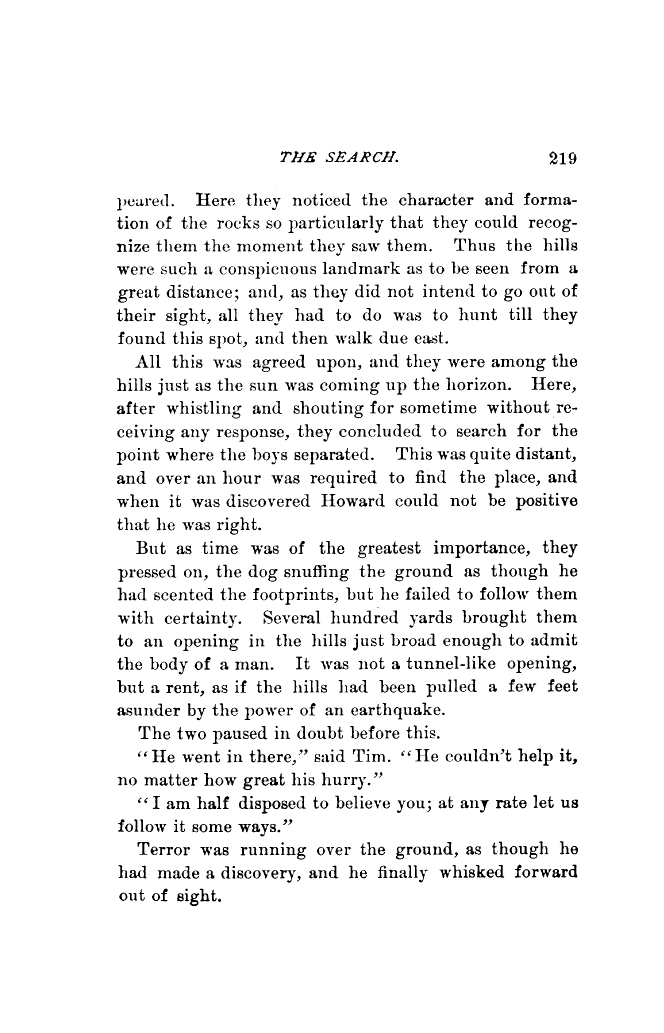 THE SEARCH. 219
peared. Here they noticed the character and forma-
tion of the rocks so particularly that they could recog-
nize them the moment they saw them. Thus the hills
were such a conspicuous landmark as to be seen from a
great distance; and, as they did not intend to go out of
their sight, all they had to do was to hunt till they
found this spot, and then walk due east.
All this was agreed upon, and they were among the
hills just as the sun was coming up the horizon. Here,
after whistling and shouting for sometime without re-
ceiving any response, they concluded to search for the
point where the boys separated. This was quite distant,
and over an hour was required to find the place, and
when it was discovered Howard could not be positive
that he was right.
But as time was of the greatest importance, they
pressed on, the dog snuffing the ground as though he
had scented the footprints, but he failed to follow them
with certainty. Several hundred yards brought them
to an opening in the hills just broad enough to admit
the body of a man. It was not a tunnel-like opening,
but a rent, as if the hills had been pulled a few feet
asunder by the power of an earthquake.
The two paused in doubt before this.
“He went in there,” said Tim. “He couldn’t help it,
no matter how great his hurry.”
“I am half disposed to believe you; at any rate let us
follow it some ways.”
Terror was running over the ground, as though he
had made a discovery, and he finally whisked forward
out of sight.